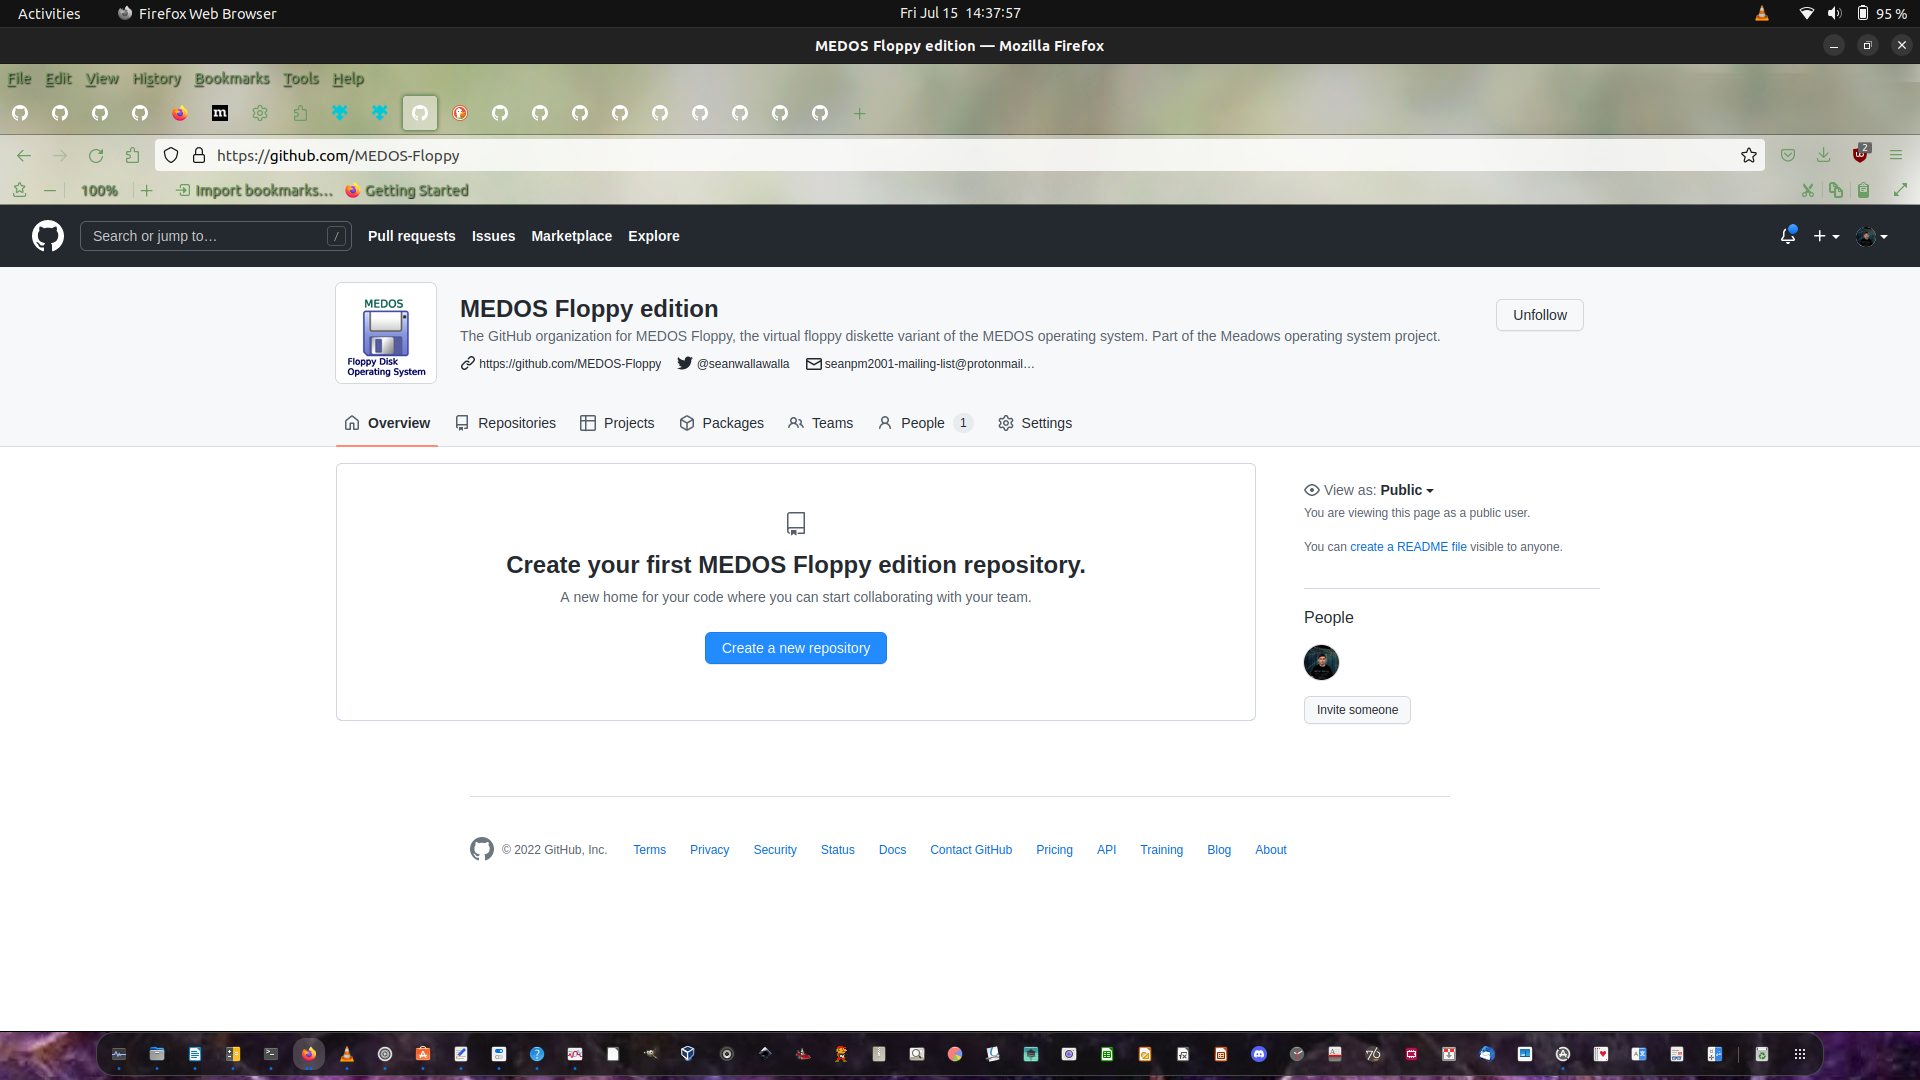 Activities
Firefox Web Browser
Fri Jul 15 14:37:57
95 %
MEDOS Floppy edition — Mozilla Firefox
File Edit View History Bookmarks Tools Help
https://github.com/MEDOS-Floppy
2
100%
Import bookmarks…
Getting Started
Search or jump to…
/
Pull requests Issues Marketplace Explore
MEDOS
Floppy Disk
Operating System
MEDOS Floppy edition
The GitHub organization for MEDOS Floppy, the virtual floppy diskette variant of the MEDOS operating system. Part of the Meadows operating system project.
https://github.com/MEDOS-Floppy @seanwallawalla seanpm2001-mailing-list@protonmail…
Unfollow
Overview Repositories Projects Packages Teams People 1 Settings
Create your first MEDOS Floppy edition repository.
A new home for your code where you can start collaborating with your team.
Create a new repository
View as: Public
You are viewing this page as a public user.
You can create a README file visible to anyone.
People
Invite someone
© 2022 GitHub, Inc. Terms Privacy Security Status Docs Contact GitHub Pricing API Training Blog About